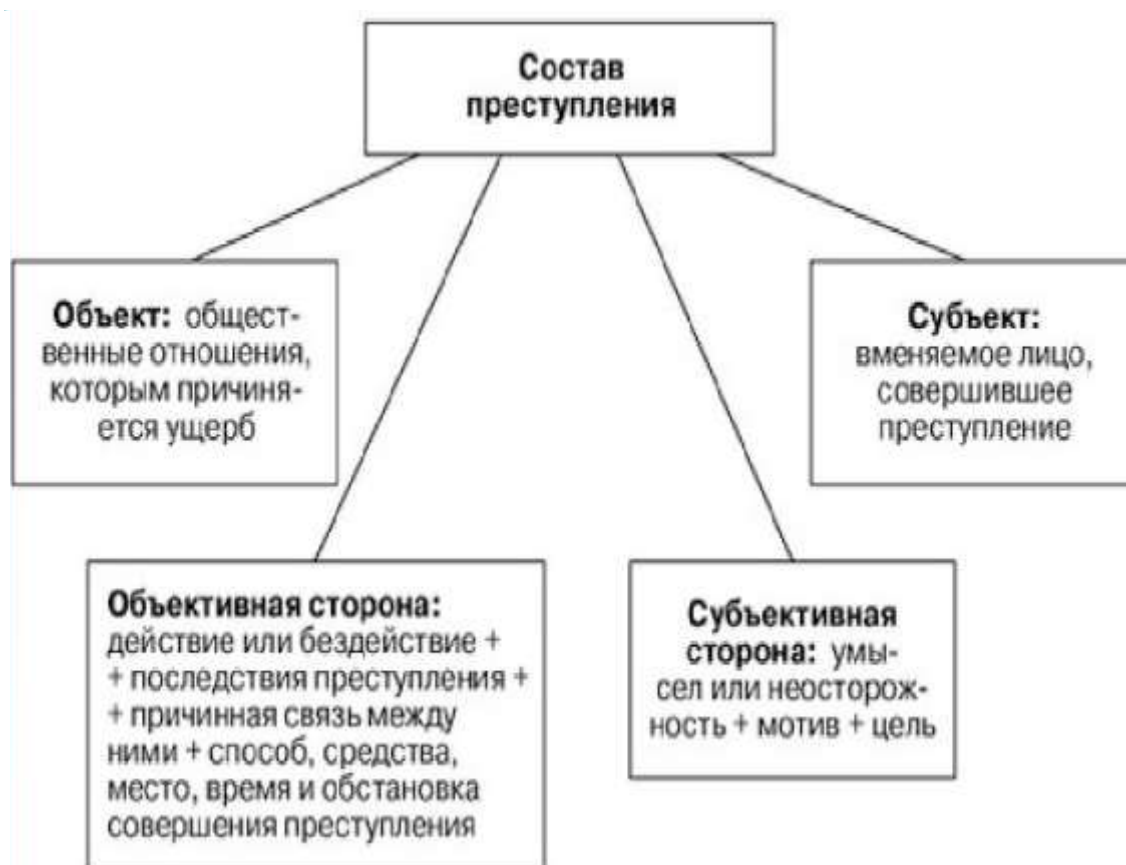 Состав
преступления
Объект: общест-
венные отношения,
которым причиня-
ется ущерб
Субъект:
вменяемое лицо,
совершившее
преступление
Объективная сторона:
действие или бездействие +
+ последствия преступления +
+ причинная связь между
ними + способ, средства,
место, время и обстановка
совершения преступления
Субъективная
сторона: умы-
сел или неосторож-
ность + мотив + цель